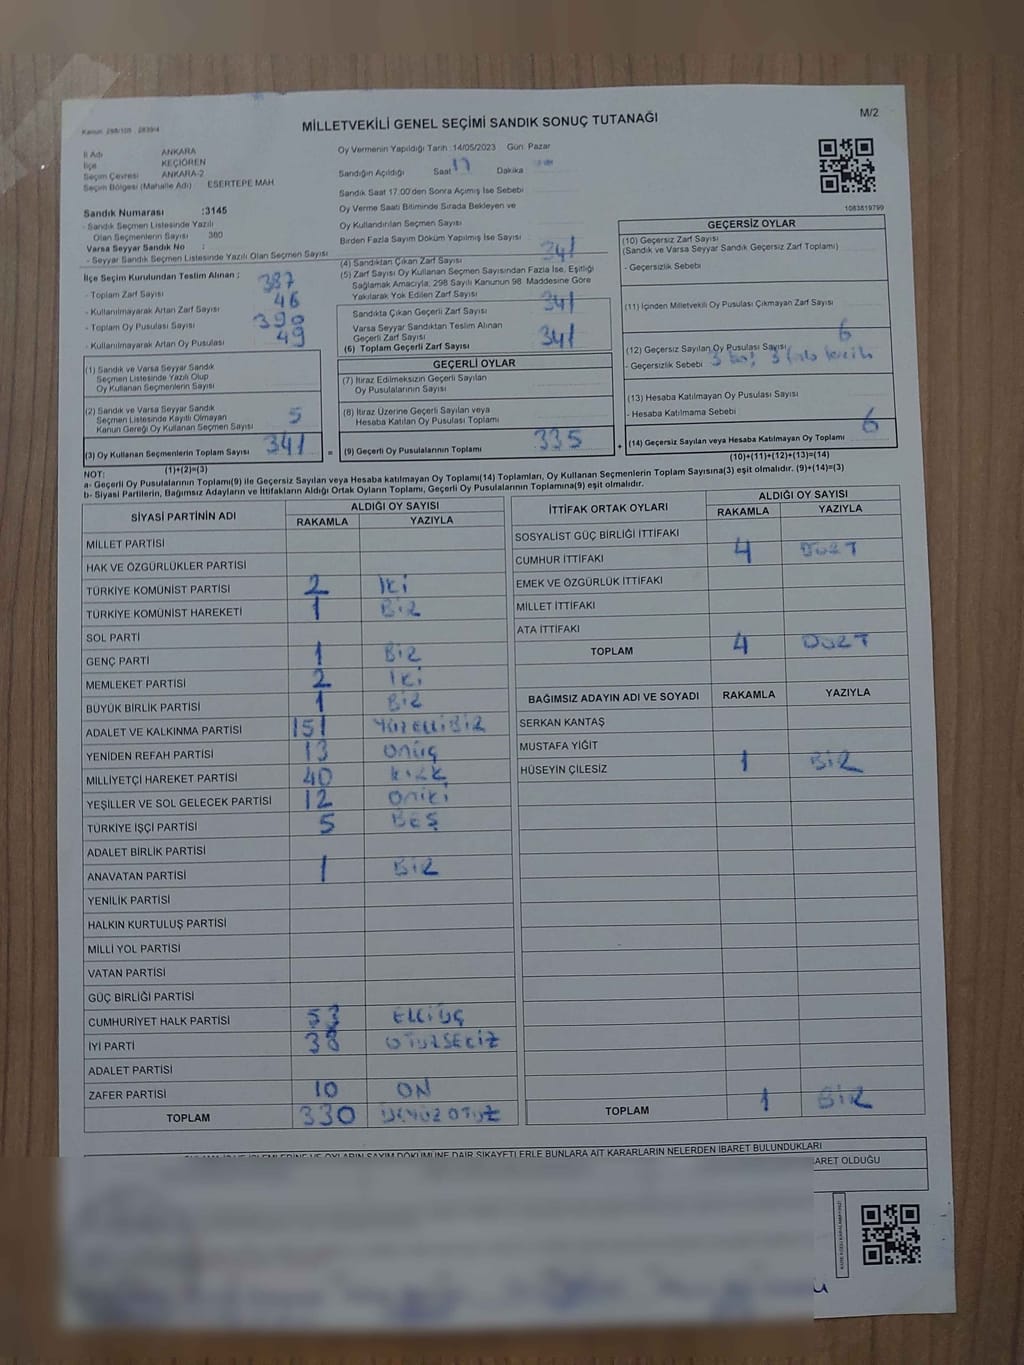 Kanun: 298/105 , 2839/4
MİLLETVEKİLİ GENEL SEÇİMİ SANDIK SONUÇ TUTANAĞI
M/2
İl Adı ANKARA
İlçe KEÇİÖREN
Seçim Çevresi ANKARA-2
Seçim Bölgesi (Mahalle Adı) ESERTEPE MAH.
Sandık Numarası :3145
- Sandık Seçmen Listesinde Yazılı
Olan Seçmenlerin Sayısı 380
Varsa Seyyar Sandık No :
- Seyyar Sandık Seçmen Listesinde Yazılı Olan Seçmen Sayısı
Oy Vermenin Yapıldığı Tarih :14/05/2023 Gün: Pazar
Sandığın Açıldığı Saat 17 Dakika
Sandık Saat 17:00'den Sonra Açımış İse Sebebi
Oy Verme Saati Bitiminde Sırada Bekleyen ve
Oy Kullandırılan Seçmen Sayısı
Birden Fazla Sayım Döküm Yapılmış İse Sayısı
1083819799
İlçe Seçim Kurulundan Teslim Alınan ;
- Toplam Zarf Sayısı 387
- Kullanılmayarak Artan Zarf Sayısı 46
- Toplam Oy Pusulası Sayısı 390
- Kullanılmayarak Artan Oy Pusulası 49
(4) Sandıktan Çıkan Zarf Sayısı 341
(5) Zarf Sayısı Oy Kullanan Seçmen Sayısından Fazla İse, Eşitliği
Sağlamak Amacıyla, 298 Sayılı Kanunun 98 Maddesine Göre
Yakılarak Yok Edilen Zarf Sayısı
Sandıkta Çıkan Geçerli Zarf Sayısı 341
Varsa Seyyar Sandıktan Teslim Alınan
Geçerli Zarf Sayısı
(6) Toplam Geçerli Zarf Sayısı 341
GEÇERSİZ OYLAR
(10) Geçersiz Zarf Sayısı
(Sandık ve Varsa Seyyar Sandık Geçersiz Zarf Toplamı)
- Geçersizlik Sebebi
(11) İçinden Milletvekili Oy Pusulası Çıkmayan Zarf Sayısı
(12) Geçersiz Sayılan Oy Pusulası Sayısı 6
- Geçersizlik Sebebi 3 boş 3
(13) Hesaba Katılmayan Oy Pusulası Sayısı
- Hesaba Katılmama Sebebi
(14) Geçersiz Sayılan veya Hesaba Katılmayan Oy Toplamı 6
(10)+(11)+(12)+(13)=(14)
(1) Sandık ve Varsa Seyyar Sandık
Seçmen Listesinde Yazılı Olup
Oy Kullanan Seçmenlerin Sayısı
(2) Sandık ve Varsa Seyyar Sandık
Seçmen Listesinde Kayıtlı Olmayan
Kanun Gereği Oy Kullanan Seçmen Sayısı 5
(3) Oy Kullanan Seçmenlerin Toplam Sayısı 341
(1)+(2)=(3)
=
GEÇERLİ OYLAR
(7) İtiraz Edilmeksizin Geçerli Sayılan
Oy Pusulalarının Sayısı
(8) İtiraz Üzerine Geçerli Sayılan veya
Hesaba Katılan Oy Pusulası Toplamı
(9) Geçerli Oy Pusulalarının Toplamı 335
+
NOT:
a- Geçerli Oy Pusulalarının Toplamı(9) ile Geçersiz Sayılan veya Hesaba katılmayan Oy Toplamı(14) Toplamları, Oy Kullanan Seçmenlerin Toplam Sayısına(3) eşit olmalıdır. (9)+(14)=(3)
b- Siyasi Partilerin, Bağımsız Adayların ve İttifakların Aldığı Ortak Oyların Toplamı, Geçerli Oy Pusulalarının Toplamına(9) eşit olmalıdır.
SİYASİ PARTİNİN ADI ALDIĞI OY SAYISI
RAKAMLA YAZIYLA
MİLLET PARTİSİ
HAK VE ÖZGÜRLÜKLER PARTİSİ
TÜRKİYE KOMÜNİST PARTİSİ 2 İKİ
TÜRKİYE KOMÜNİST HAREKETİ 1 BİR
SOL PARTİ
GENÇ PARTİ 1 BİR
MEMLEKET PARTİSİ 2 İKİ
BÜYÜK BİRLİK PARTİSİ 1 BİR
ADALET VE KALKINMA PARTİSİ 151 YÜZELLİBİR
YENİDEN REFAH PARTİSİ 13 ONÜÇ
MİLLİYETÇİ HAREKET PARTİSİ 40 KIRK
YEŞİLLER VE SOL GELECEK PARTİSİ 12 ONİKİ
TÜRKİYE İŞÇİ PARTİSİ 5 BEŞ
ADALET BİRLİK PARTİSİ
ANAVATAN PARTİSİ 1 BİR
YENİLİK PARTİSİ
HALKIN KURTULUŞ PARTİSİ
MİLLİ YOL PARTİSİ
VATAN PARTİSİ
GÜÇ BİRLİĞİ PARTİSİ
CUMHURİYET HALK PARTİSİ 53 ELLİÜÇ
İYİ PARTİ 38 OTUZSEKİZ
ADALET PARTİSİ
ZAFER PARTİSİ 10 ON
TOPLAM 330 ÜÇYÜZOTUZ
İTTİFAK ORTAK OYLARI ALDIĞI OY SAYISI
RAKAMLA YAZIYLA
SOSYALİST GÜÇ BİRLİĞİ İTTİFAKI
CUMHUR İTTİFAKI 4 DÖRT
EMEK VE ÖZGÜRLÜK İTTİFAKI
MİLLET İTTİFAKI
ATA İTTİFAKI
TOPLAM 4 DÖRT
BAĞIMSIZ ADAYIN ADI VE SOYADI RAKAMLA YAZIYLA
SERKAN KANTAŞ
MUSTAFA YİĞİT
HÜSEYİN ÇİLESİZ 1 BİR
TOPLAM 1 BİR
DÖKÜMÜNE DAİR ŞİKAYETLERLE BUNLARA AİT KARARLARIN NELERDEN İBARET BULUNDUKLARI
İBARET OLDUĞU